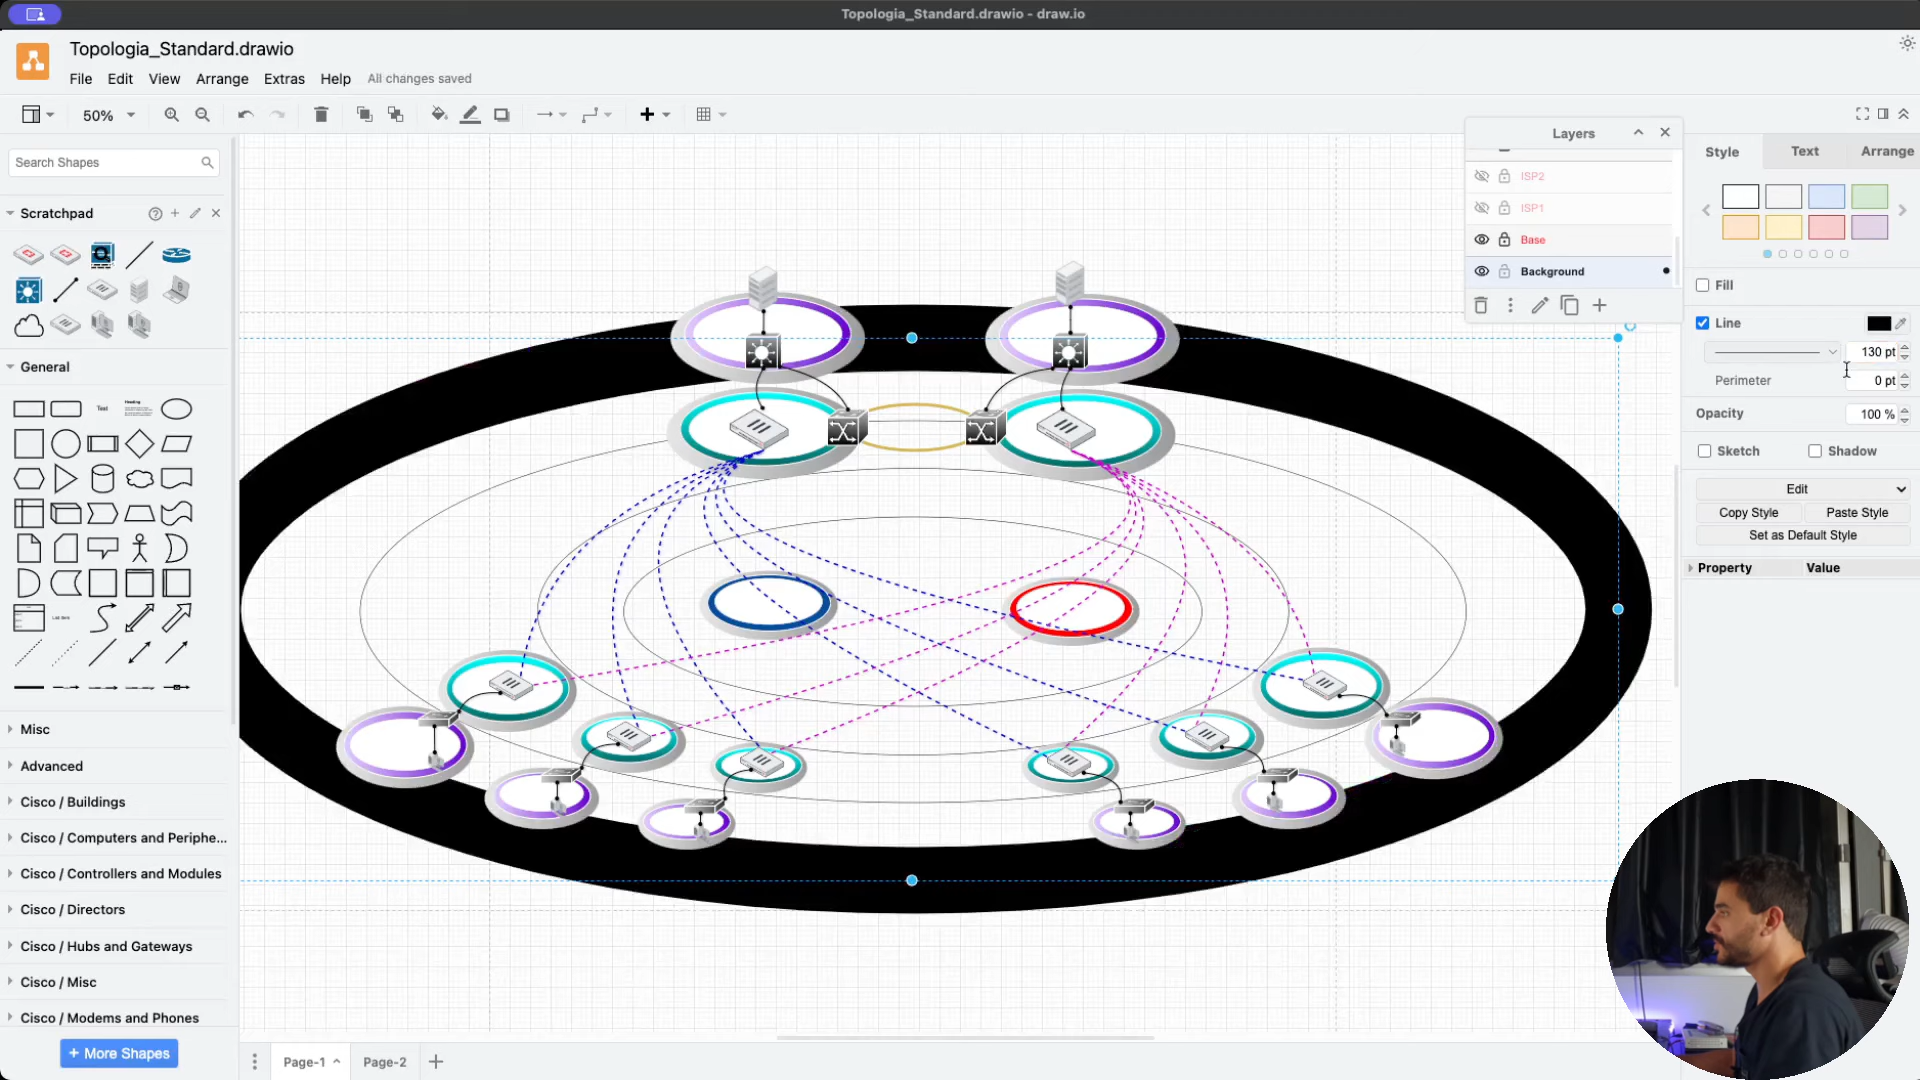 Topologia_Standard.drawio - draw.io
Topologia_Standard.drawio
File Edit View Arrange Extras Help All changes saved
50%
Search Shapes
Scratchpad
General
Text
Heading
List Item
Misc
Advanced
Cisco / Buildings
Cisco / Computers and Periphe...
Cisco / Controllers and Modules
Cisco / Directors
Cisco / Hubs and Gateways
Cisco / Misc
Cisco / Modems and Phones
+ More Shapes
Page-1
Page-2
Layers
ISP2
ISP1
Base
Background
Style Text Arrange
Fill
Line
130 pt
Perimeter 0 pt
Opacity 100 %
Sketch Shadow
Edit
Copy Style Paste Style
Set as Default Style
Property Value